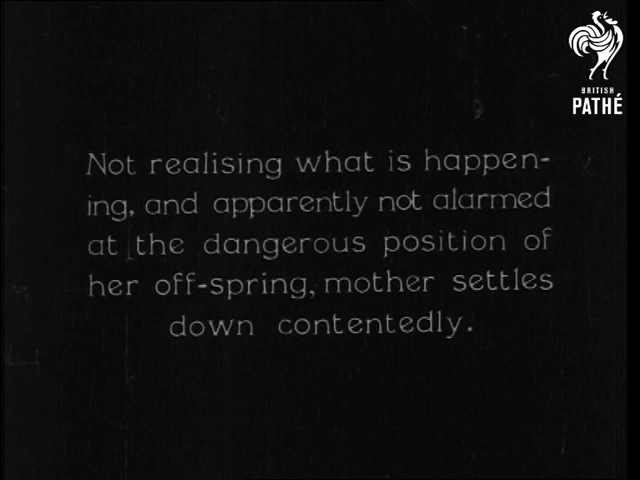 BRITISH
PATHÉ
Not realising what is happen-
ing, and apparently not alarmed
at the dangerous position of
her off-spring, mother settles
down contentedly.